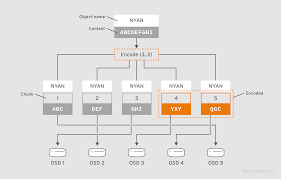 Object name
NYAN
Content
ABCDEFGHI
Encode (3, 2)
NYAN NYAN NYAN NYAN NYAN
Chunk 1 2 3 4 5 Encoded
ABC DEF GHI YXY QGC
OSD 1 OSD 2 OSD 3 OSD 4 OSD 5